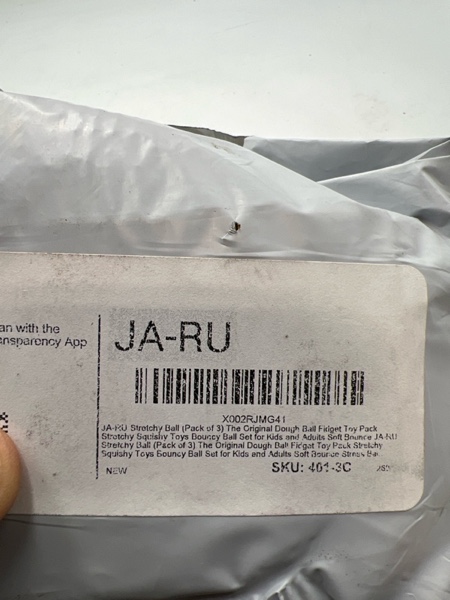 an with the
ansparency App
JA-RU
X002RJMG41
JA-RU Stretchy Ball (Pack of 3) The Original Dough Ball Fidget Toy Pack
Stretchy Squishy Toys Bouncy Ball Set for Kids and Adults Soft Bounce JA-RU
Stretchy Ball (Pack of 3) The Original Dough Ball Fidget Toy Pack Stretchy
Squishy Toys Bouncy Ball Set for Kids and Adults Soft Bounce Stress Bal
NEW
SKU: 401-3C